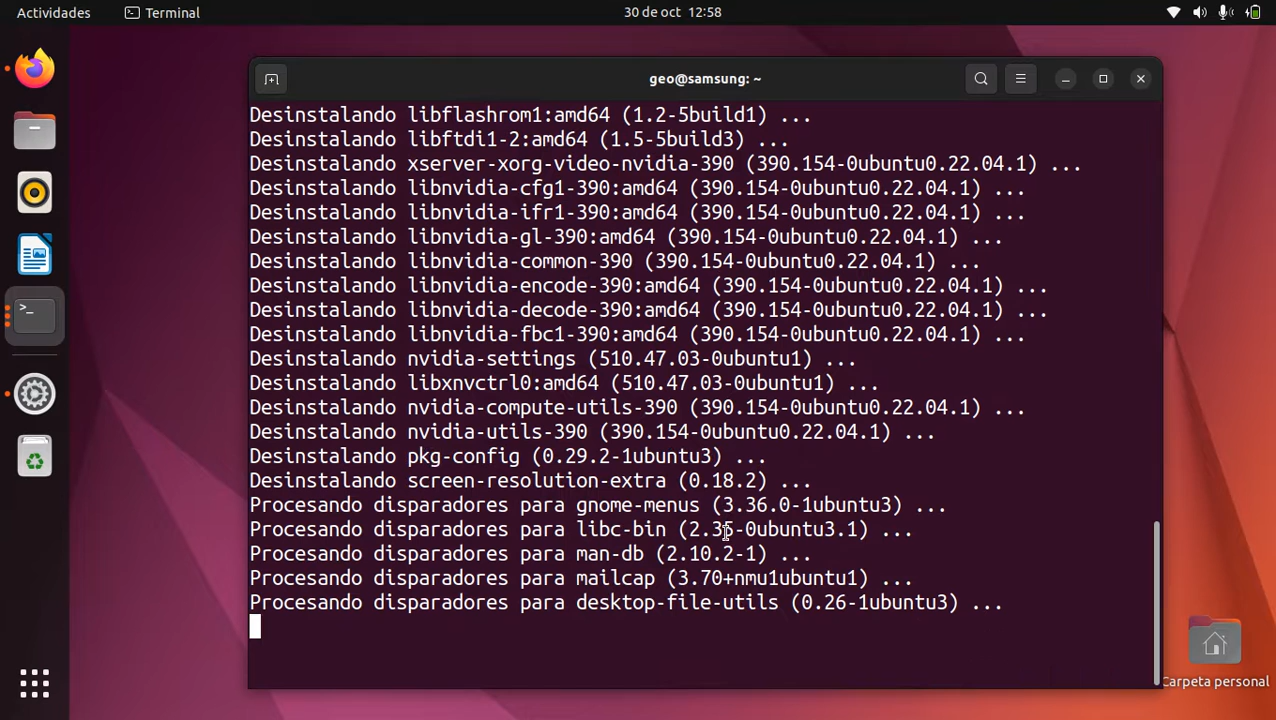 Actividades
Terminal
30 de oct 12:58
geo@samsung: ~
Desinstalando libflashrom1:amd64 (1.2-5build1) ...
Desinstalando libftdi1-2:amd64 (1.5-5build3) ...
Desinstalando xserver-xorg-video-nvidia-390 (390.154-0ubuntu0.22.04.1) ...
Desinstalando libnvidia-cfg1-390:amd64 (390.154-0ubuntu0.22.04.1) ...
Desinstalando libnvidia-ifr1-390:amd64 (390.154-0ubuntu0.22.04.1) ...
Desinstalando libnvidia-gl-390:amd64 (390.154-0ubuntu0.22.04.1) ...
Desinstalando libnvidia-common-390 (390.154-0ubuntu0.22.04.1) ...
Desinstalando libnvidia-encode-390:amd64 (390.154-0ubuntu0.22.04.1) ...
Desinstalando libnvidia-decode-390:amd64 (390.154-0ubuntu0.22.04.1) ...
Desinstalando libnvidia-fbc1-390:amd64 (390.154-0ubuntu0.22.04.1) ...
Desinstalando nvidia-settings (510.47.03-0ubuntu1) ...
Desinstalando libxnvctrl0:amd64 (510.47.03-0ubuntu1) ...
Desinstalando nvidia-compute-utils-390 (390.154-0ubuntu0.22.04.1) ...
Desinstalando nvidia-utils-390 (390.154-0ubuntu0.22.04.1) ...
Desinstalando pkg-config (0.29.2-1ubuntu3) ...
Desinstalando screen-resolution-extra (0.18.2) ...
Procesando disparadores para gnome-menus (3.36.0-1ubuntu3) ...
Procesando disparadores para libc-bin (2.35-0ubuntu3.1) ...
Procesando disparadores para man-db (2.10.2-1) ...
Procesando disparadores para mailcap (3.70+nmu1ubuntu1) ...
Procesando disparadores para desktop-file-utils (0.26-1ubuntu3) ...
Carpeta personal